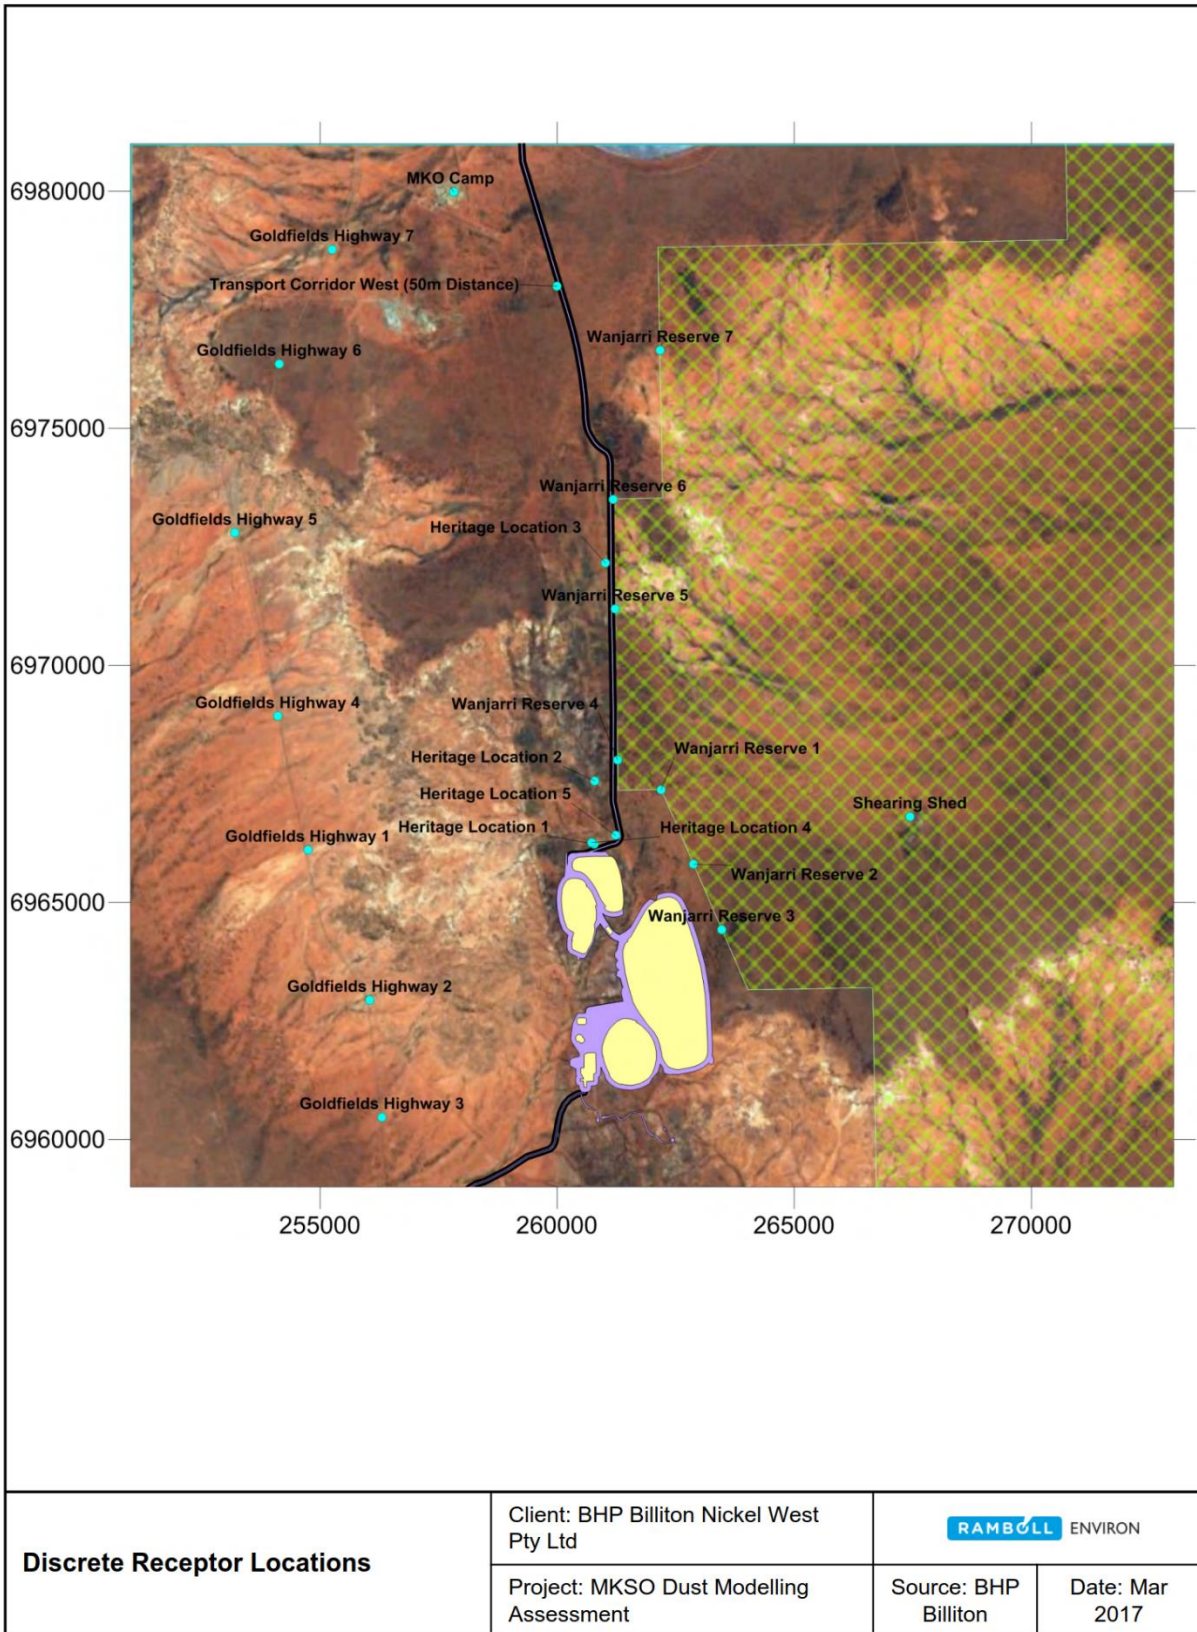 6980000
MKO Camp
Goldfields Highway 7
Transport Corridor West (50m Distance)
Wanjarri Reserve 7
Goldfields Highway 6
6975000
Wanjarri Reserve 6
Goldfields Highway 5
Heritage Location 3
Wanjarri Reserve 5
6970000
Goldfields Highway 4
Wanjarri Reserve 4
Wanjarri Reserve 1
Heritage Location 2
Heritage Location 5
Shearing Shed
Heritage Location 1
Heritage Location 4
Goldfields Highway 1
Wanjarri Reserve 2
6965000
Wanjarri Reserve 3
Goldfields Highway 2
Goldfields Highway 3
6960000
255000
260000
265000
270000
Discrete Receptor Locations
Client: BHP Billiton Nickel West
Pty Ltd
RAMBOLL ENVIRON
Project: MKSO Dust Modelling
Assessment
Source: BHP
Billiton
Date: Mar
2017